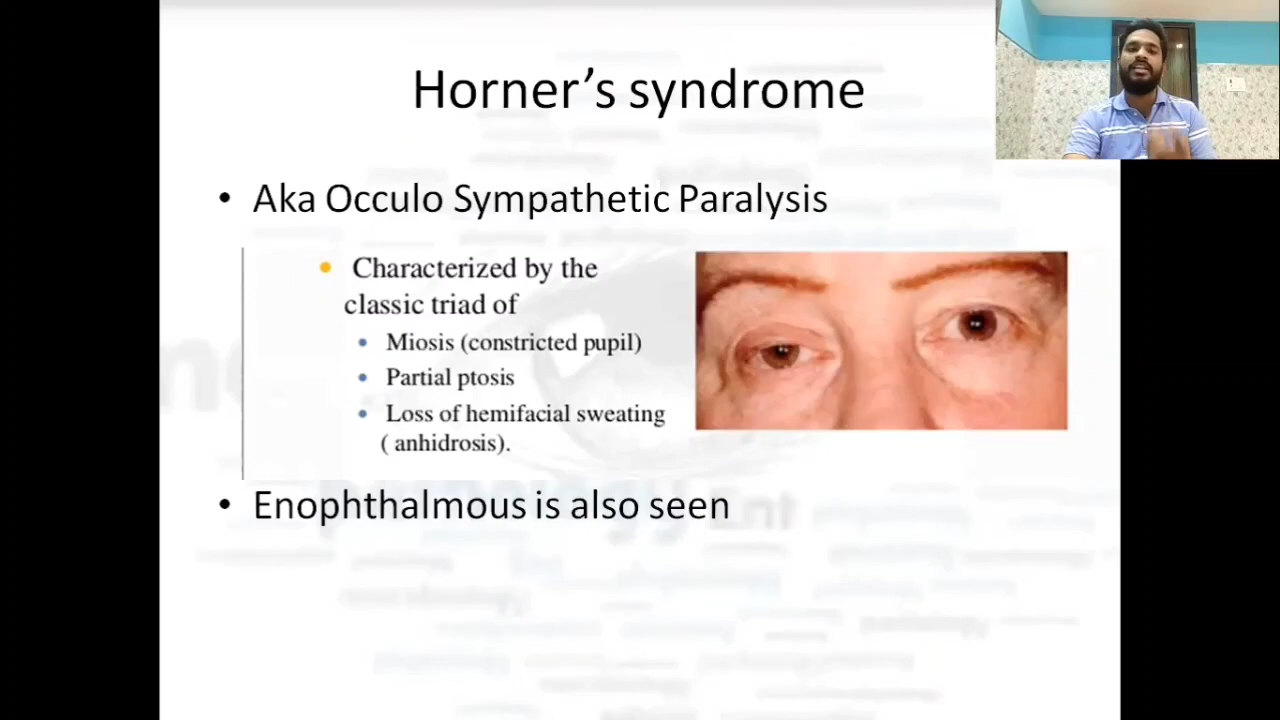 Horner’s syndrome
• Aka Occulo Sympathetic Paralysis
• Characterized by the
classic triad of
• Miosis (constricted pupil)
• Partial ptosis
• Loss of hemifacial sweating
( anhidrosis).
• Enophthalmous is also seen